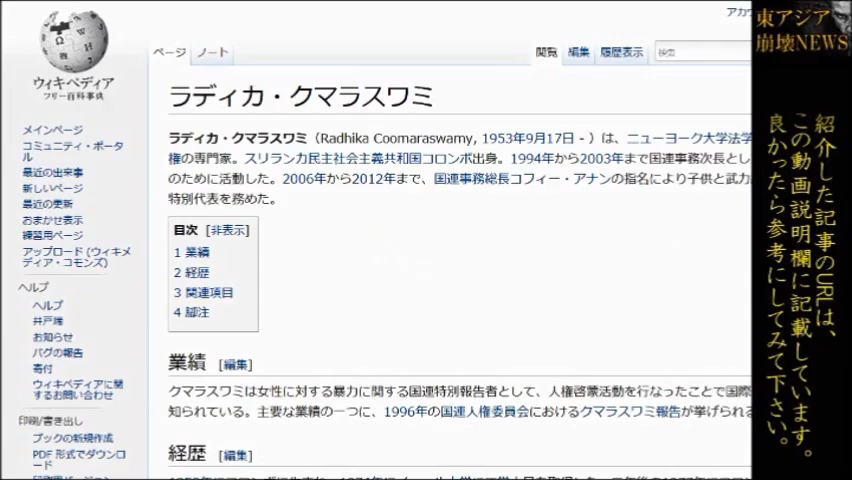 ウィキペディア
フリー百科事典
メインページ
コミュニティ・ポータル
最近の出来事
新しいページ
最近の更新
おまかせ表示
練習用ページ
アップロード (ウィキメディア・コモンズ)
ヘルプ
ヘルプ
井戸端
お知らせ
バグの報告
寄付
ウィキペディアに関するお問い合わせ
印刷/書き出し
ブックの新規作成
PDF 形式でダウンロード
ページ ノート
閲覧 編集 履歴表示 検索
ラディカ・クマラスワミ
ラディカ・クマラスワミ（Radhika Coomaraswamy, 1953年9月17日 - ）は、ニューヨーク大学法学
権の専門家。スリランカ民主社会主義共和国コロンボ出身。1994年から2003年まで国連事務次長とし
のために活動した。2006年から2012年まで、国連事務総長コフィー・アナンの指名により子供と武力
特別代表を務めた。
目次 [非表示]
1 業績
2 経歴
3 関連項目
4 脚注
業績 [編集]
クマラスワミは女性に対する暴力に関する国連特別報告者として、人権啓蒙活動を行なったことで国際
知られている。主要な業績の一つに、1996年の国連人権委員会におけるクマラスワミ報告が挙げられる
経歴 [編集]
東アジア
崩壊NEWS
紹介した記事のURLは、
この動画説明欄に記載しています。
良かったら参考にしてみて下さい。